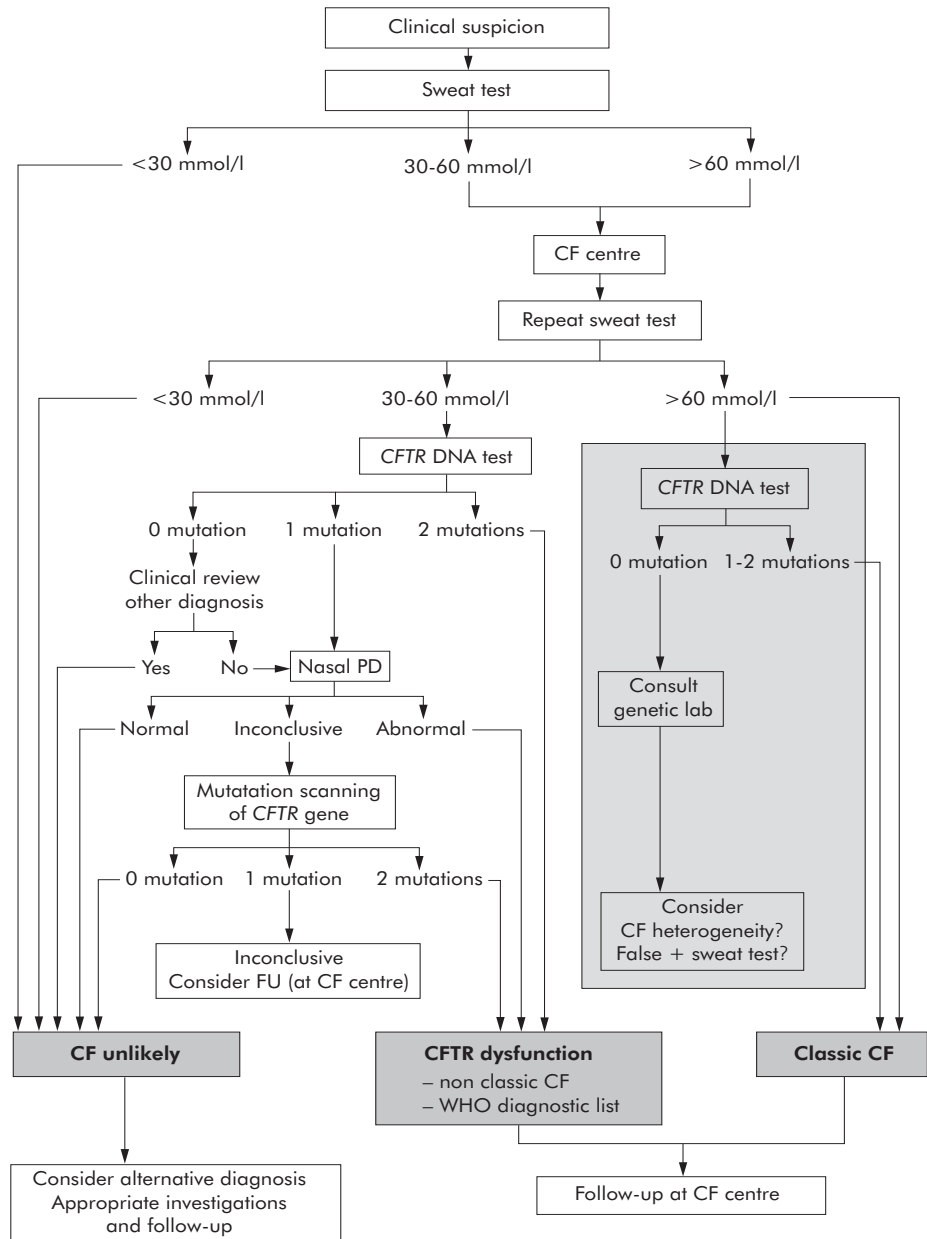 Clinical suspicion
Sweat test
<30 mmol/l
30-60 mmol/l
>60 mmol/l
CF centre
Repeat sweat test
<30 mmol/l
30-60 mmol/l
>60 mmol/l
CFTR DNA test
CFTR DNA test
0 mutation
1 mutation
2 mutations
0 mutation
1-2 mutations
Clinical review
other diagnosis
Yes
No
Nasal PD
Consult
genetic lab
Normal
Inconclusive
Abnormal
Mutatation scanning
of CFTR gene
0 mutation
1 mutation
2 mutations
Consider
CF heterogeneity?
False + sweat test?
Inconclusive
Consider FU (at CF centre)
CF unlikely
CFTR dysfunction
– non classic CF
– WHO diagnostic list
Classic CF
Consider alternative diagnosis
Appropriate investigations
and follow-up
Follow-up at CF centre